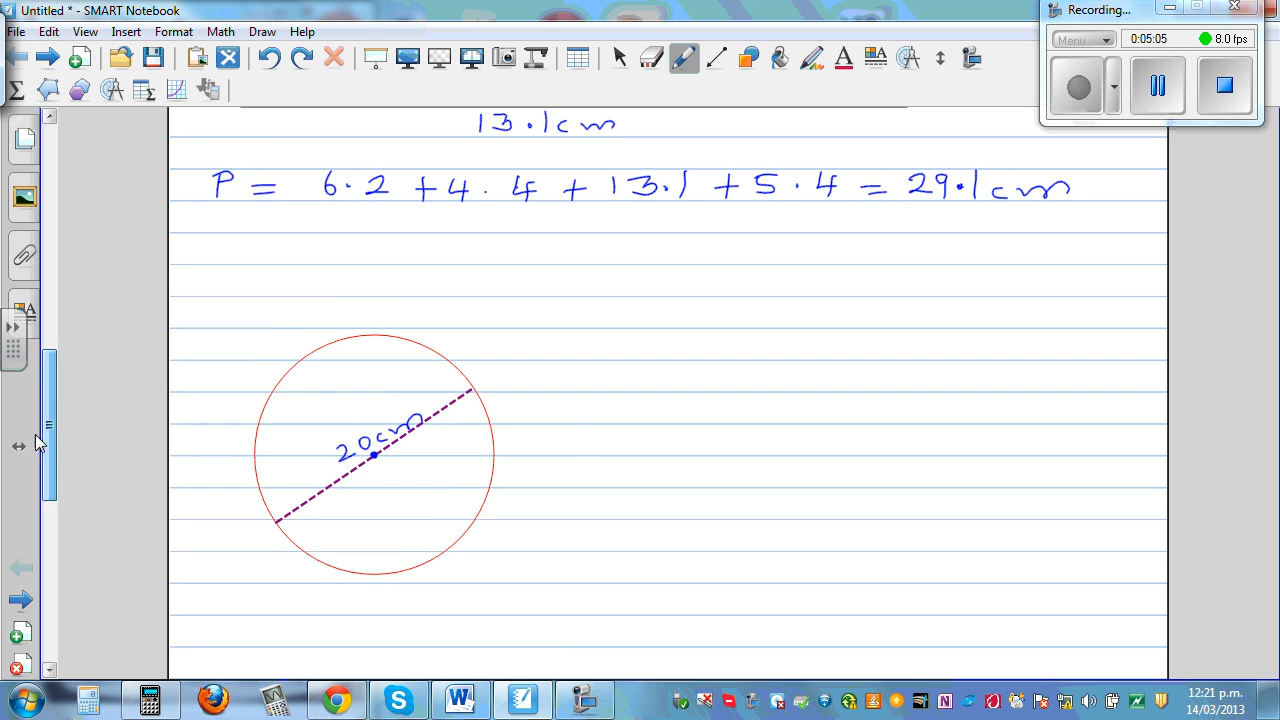 Untitled * - SMART Notebook
Recording...
File Edit View Insert Format Math Draw Help
Menu
0:05:05
8.0 fps
13.1cm
P = 6.2 + 4.4 + 13.1 + 5.4 = 29.1cm
20cm
12:21 p.m.
14/03/2013